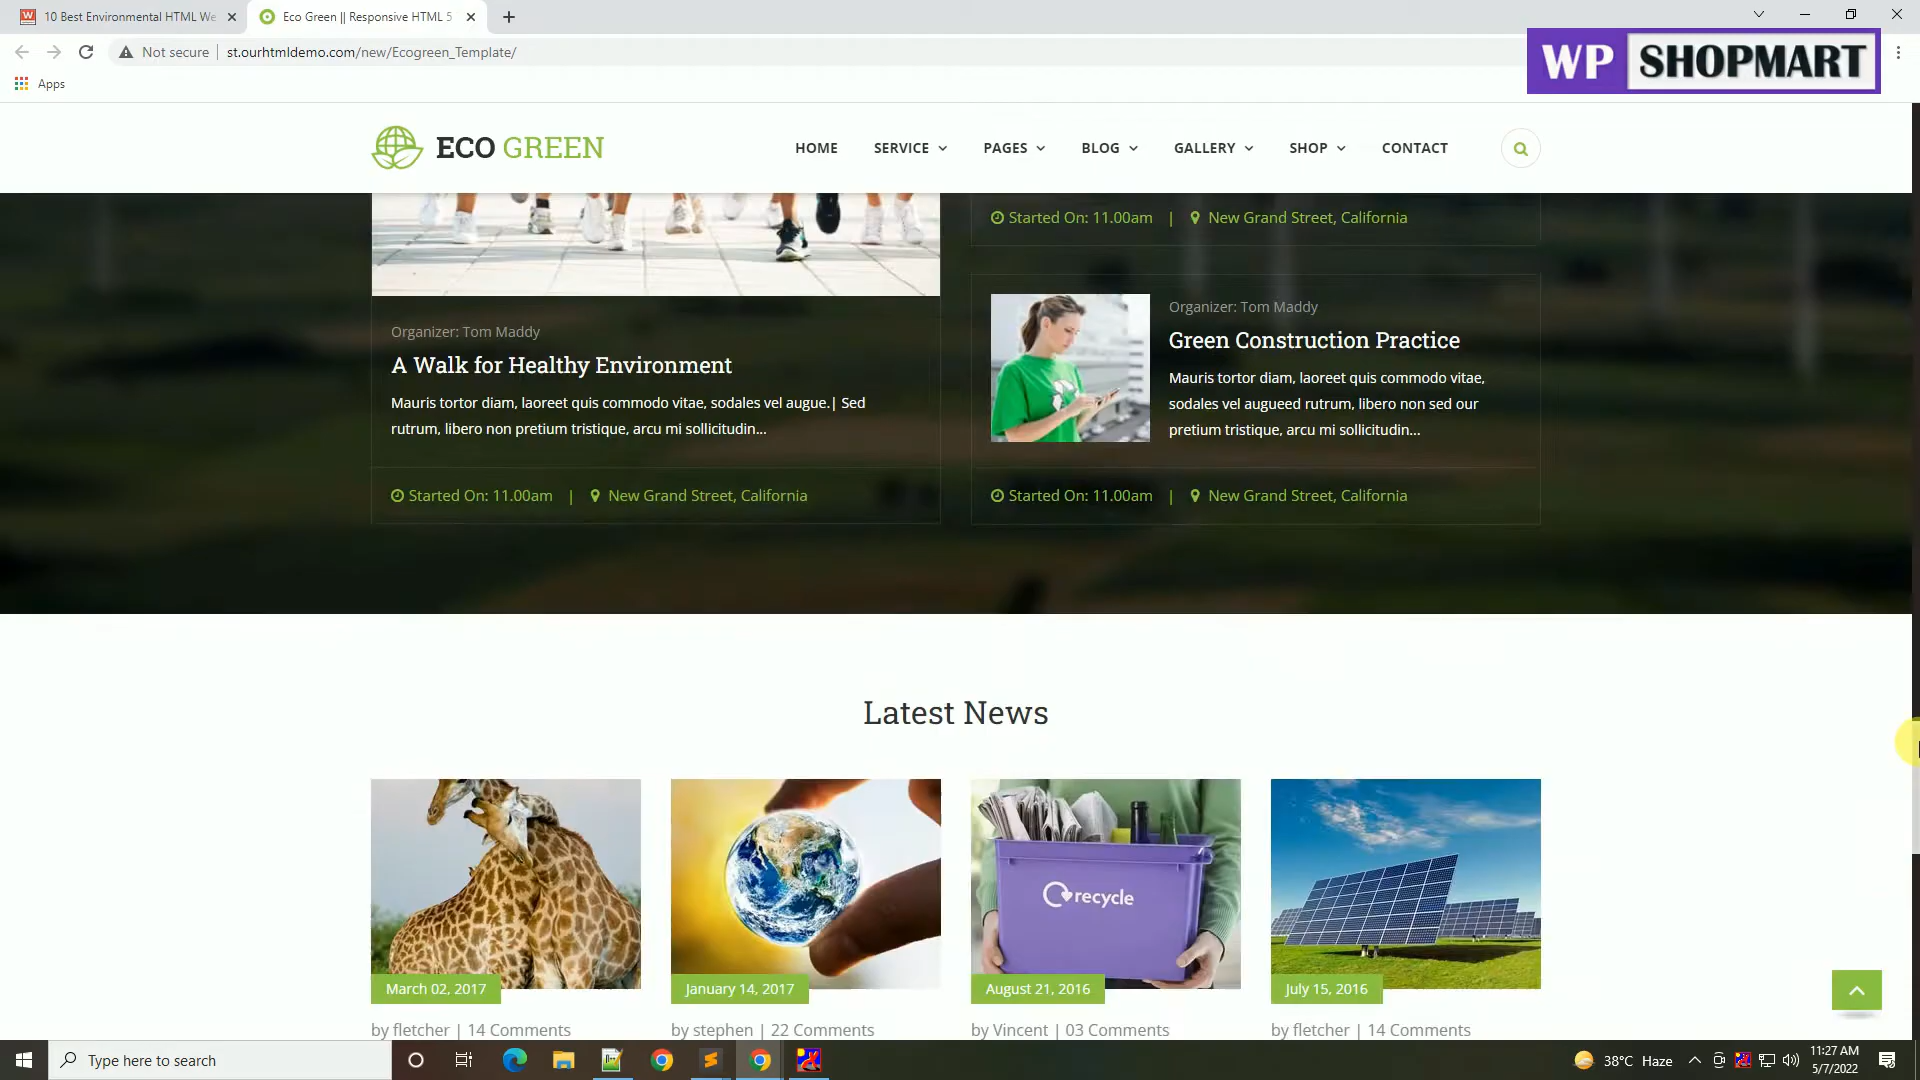 10 Best Environmental HTML We
Eco Green || Responsive HTML 5
Not secure
st.ourhtmldemo.com/new/Ecogreen_Template/
WP SHOPMART
Apps
ECO GREEN
HOME
SERVICE
PAGES
BLOG
GALLERY
SHOP
CONTACT
Started On: 11.00am | New Grand Street, California
Organizer: Tom Maddy
A Walk for Healthy Environment
Mauris tortor diam, laoreet quis commodo vitae, sodales vel augue.| Sed
rutrum, libero non pretium tristique, arcu mi sollicitudin...
Started On: 11.00am | New Grand Street, California
Organizer: Tom Maddy
Green Construction Practice
Mauris tortor diam, laoreet quis commodo vitae,
sodales vel augueed rutrum, libero non sed our
pretium tristique, arcu mi sollicitudin...
Started On: 11.00am | New Grand Street, California
Latest News
recycle
March 02, 2017
January 14, 2017
August 21, 2016
July 15, 2016
by fletcher | 14 Comments
by stephen | 22 Comments
by Vincent | 03 Comments
by fletcher | 14 Comments
Type here to search
38°C Haze
11:27 AM
5/7/2022